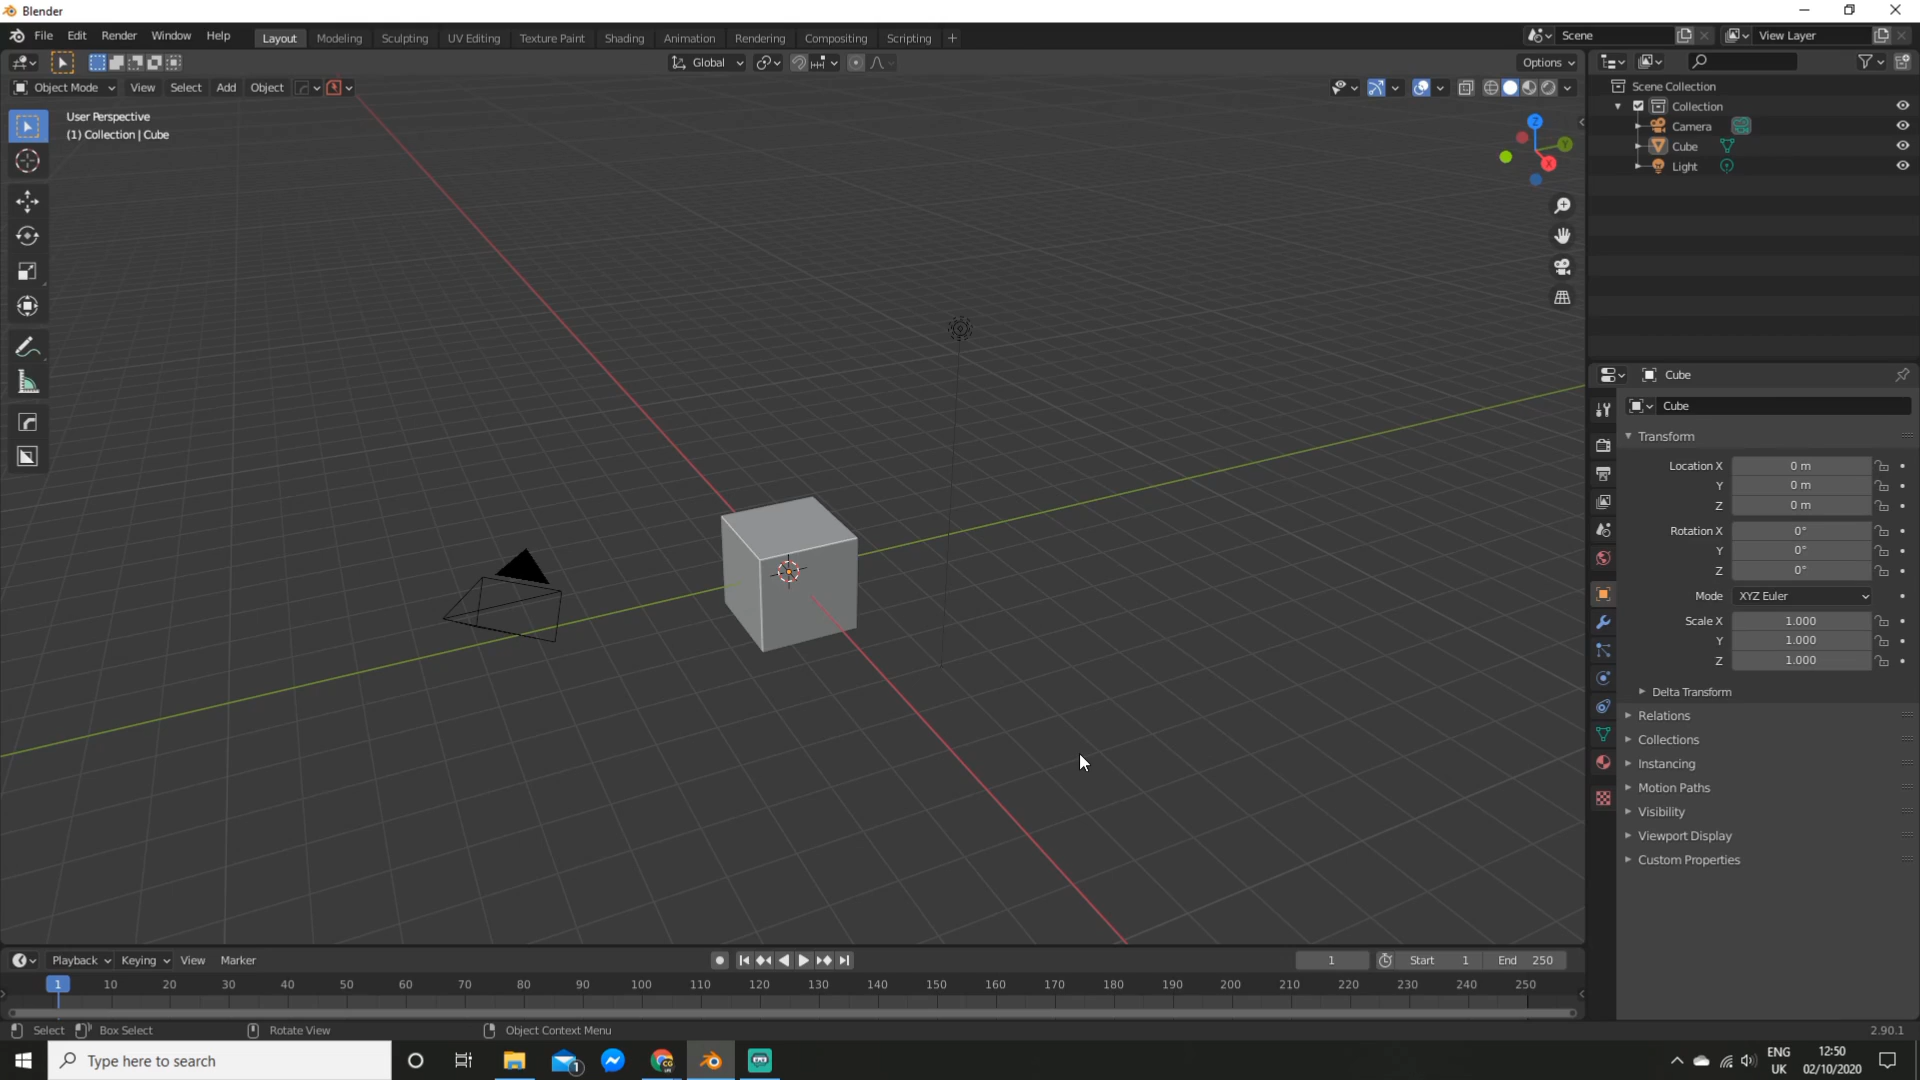 Blender
File Edit Render Window Help Layout Modeling Sculpting UV Editing Texture Paint Shading Animation Rendering Compositing Scripting + Scene View Layer
Global Options
Object Mode View Select Add Object
User Perspective
(1) Collection | Cube
Z
Y
X
Scene Collection
Collection
Camera
Cube
Light
Cube
Cube
Transform
Location X 0 m
Y 0 m
Z 0 m
Rotation X 0°
Y 0°
Z 0°
Mode XYZ Euler
Scale X 1.000
Y 1.000
Z 1.000
Delta Transform
Relations
Collections
Instancing
Motion Paths
Visibility
Viewport Display
Custom Properties
Playback Keying View Marker 1 Start 1 End 250
1 10 20 30 40 50 60 70 80 90 100 110 120 130 140 150 160 170 180 190 200 210 220 230 240 250
Select Box Select Rotate View Object Context Menu 2.90.1
Type here to search 1 CG ENG 12:50
UK 02/10/2020